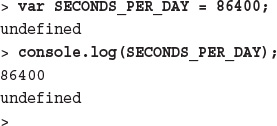 > var SECONDS_PER_DAY = 86400;
undefined
> console.log(SECONDS_PER_DAY);
86400
undefined
>